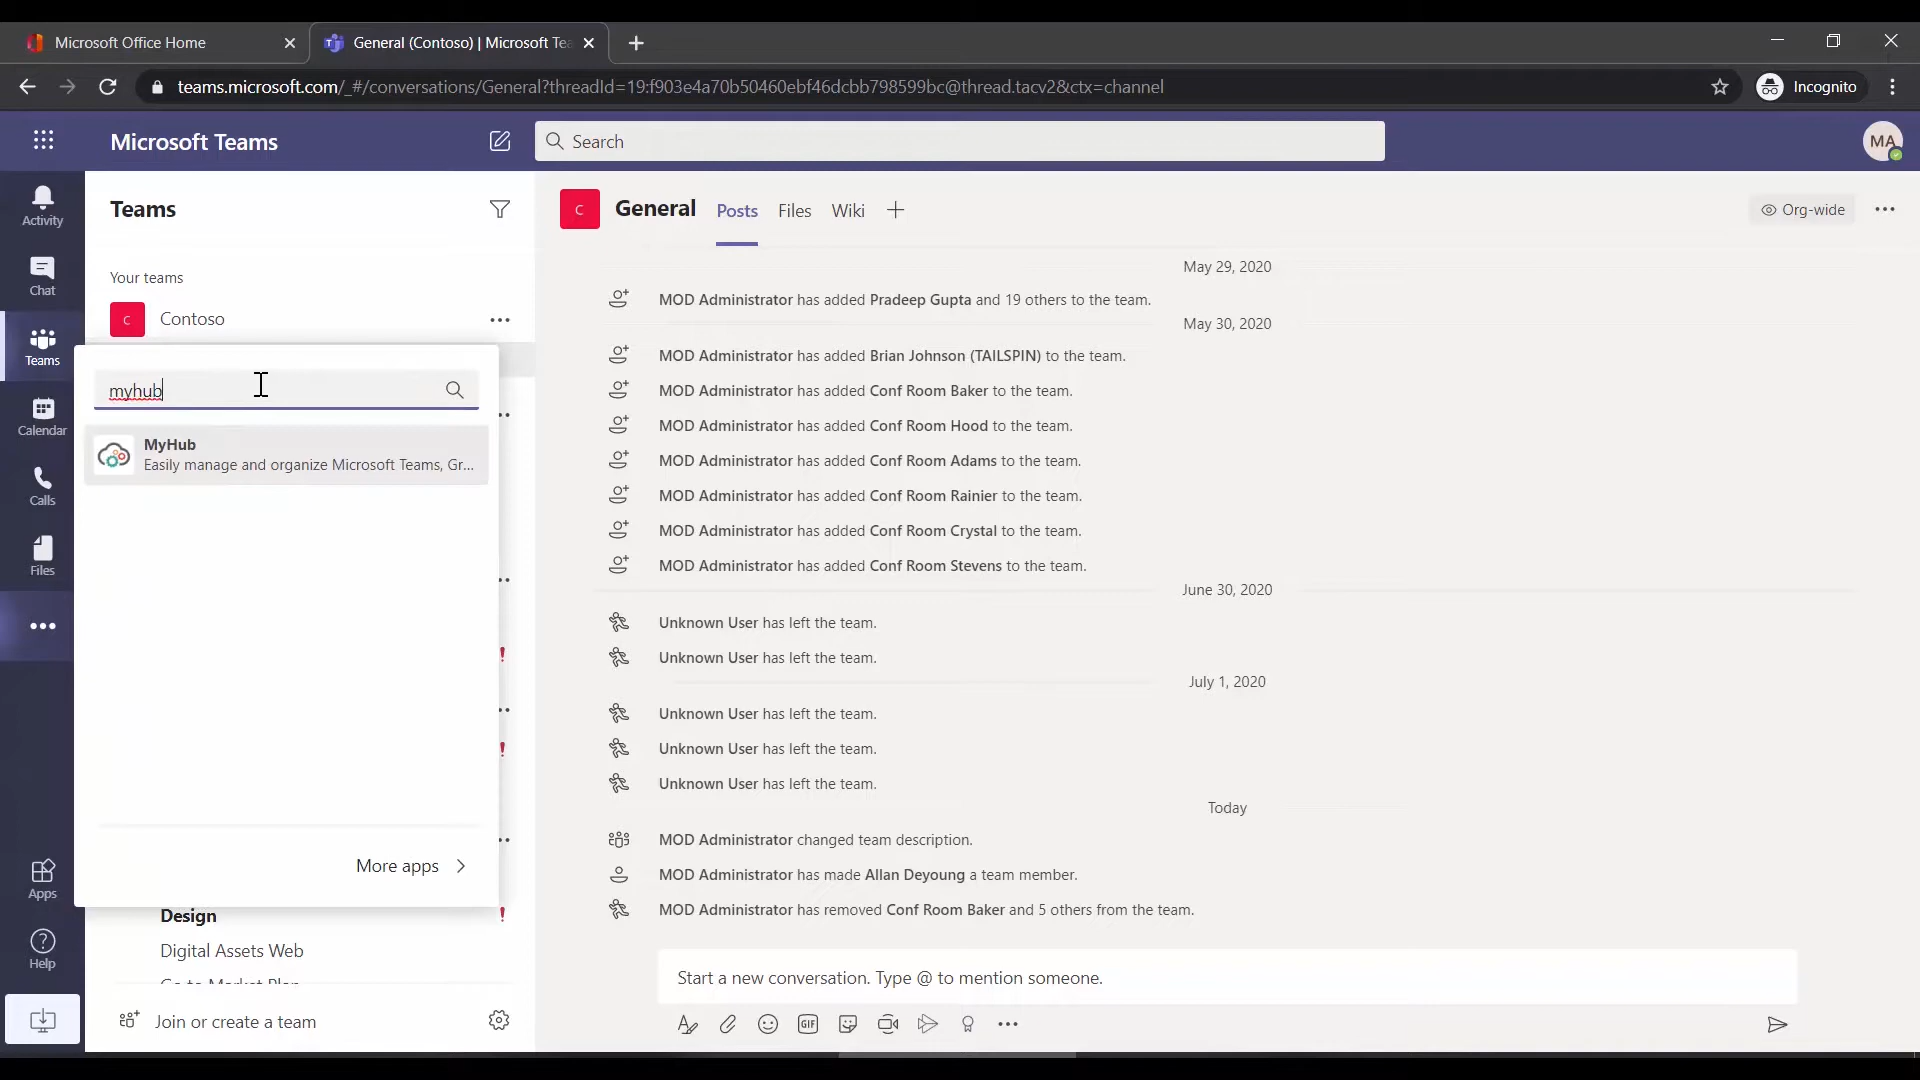 Microsoft Office Home
General (Contoso) | Microsoft Tea
teams.microsoft.com/_#/conversations/General?threadId=19:f903e4a70b50460ebf46dcbb798599bc@thread.tacv2&ctx=channel
Incognito
Microsoft Teams
Search
MA
Activity
Chat
Teams
Calendar
Calls
Files
Apps
Help
Teams
Your teams
C
Contoso
myhub
MyHub
Easily manage and organize Microsoft Teams, Gr...
More apps
Design
Digital Assets Web
Go to Market Plan
Join or create a team
C
General
Posts
Files
Wiki
Org-wide
May 29, 2020
MOD Administrator has added Pradeep Gupta and 19 others to the team.
May 30, 2020
MOD Administrator has added Brian Johnson (TAILSPIN) to the team.
MOD Administrator has added Conf Room Baker to the team.
MOD Administrator has added Conf Room Hood to the team.
MOD Administrator has added Conf Room Adams to the team.
MOD Administrator has added Conf Room Rainier to the team.
MOD Administrator has added Conf Room Crystal to the team.
MOD Administrator has added Conf Room Stevens to the team.
June 30, 2020
Unknown User has left the team.
Unknown User has left the team.
July 1, 2020
Unknown User has left the team.
Unknown User has left the team.
Unknown User has left the team.
Today
MOD Administrator changed team description.
MOD Administrator has made Allan Deyoung a team member.
MOD Administrator has removed Conf Room Baker and 5 others from the team.
Start a new conversation. Type @ to mention someone.
GIF